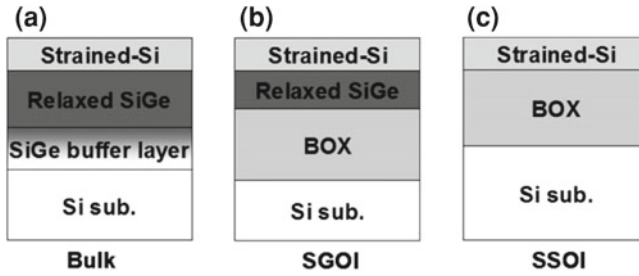 (a)
Strained-Si
Relaxed SiGe
SiGe buffer layer
Si sub.
Bulk
(b)
Strained-Si
Relaxed SiGe
BOX
Si sub.
SGOI
(c)
Strained-Si
BOX
Si sub.
SSOI